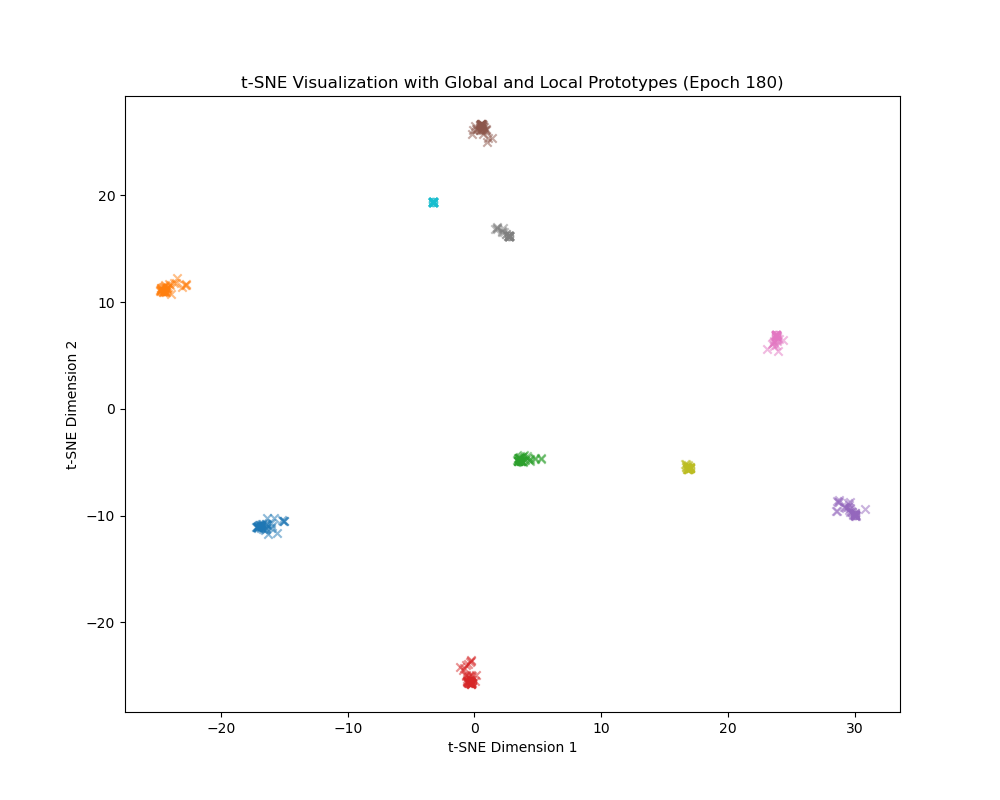 t-SNE Visualization with Global and Local Prototypes (Epoch 180)
20
10
0
−10
−20
t-SNE Dimension 2
−20 −10 0 10 20 30
t-SNE Dimension 1